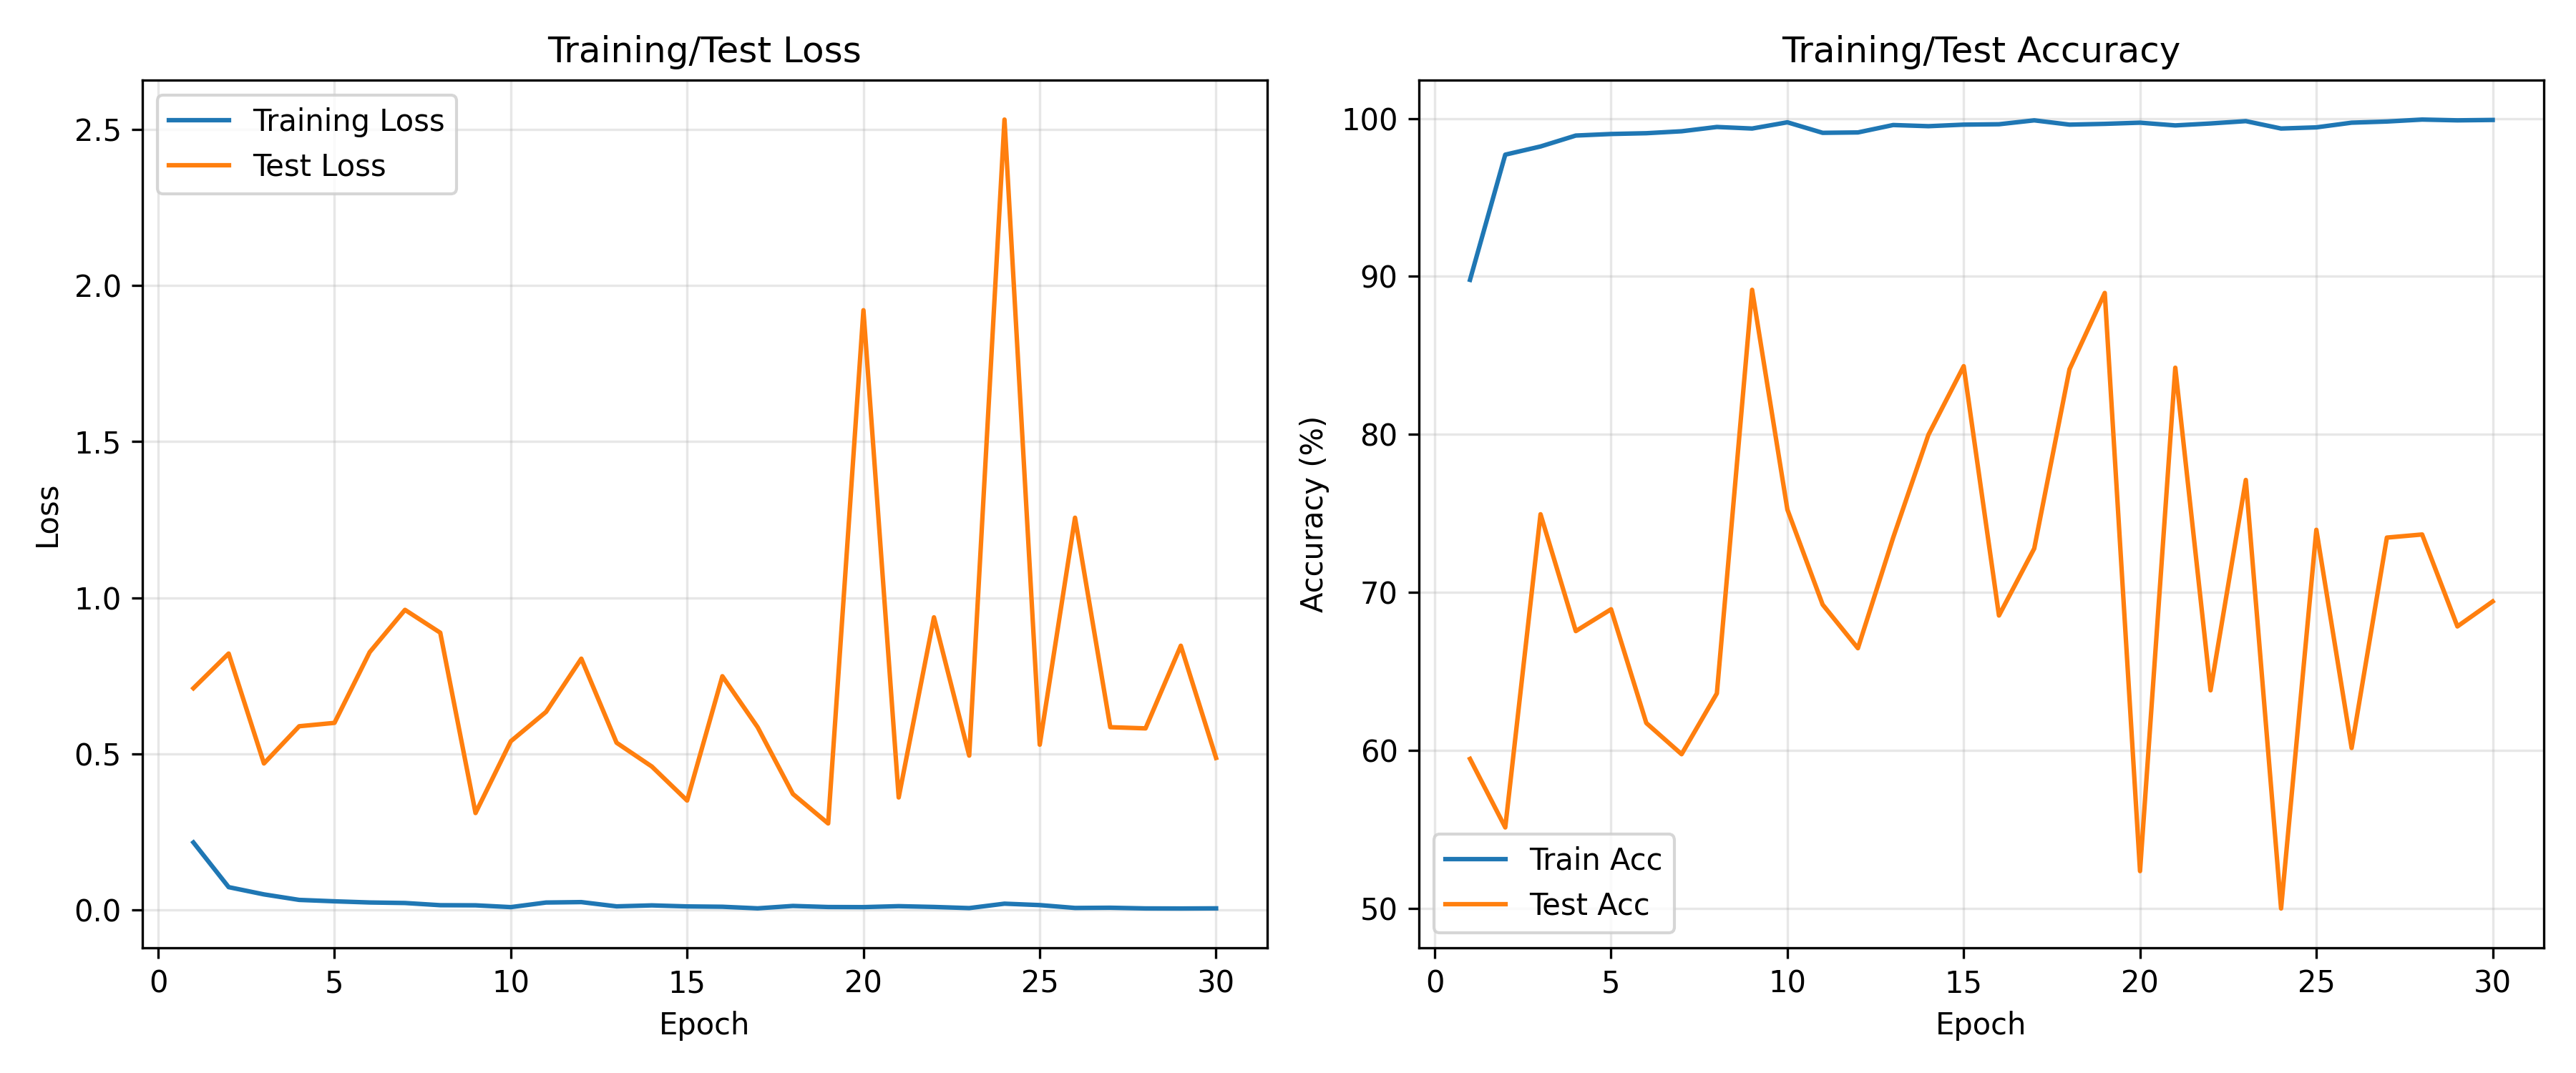 Training/Test Loss
Training Loss
Test Loss
2.5
2.0
1.5
1.0
0.5
0.0
Loss
0 5 10 15 20 25 30
Epoch
Training/Test Accuracy
100
90
80
70
60
50
Accuracy (%)
Train Acc
Test Acc
0 5 10 15 20 25 30
Epoch